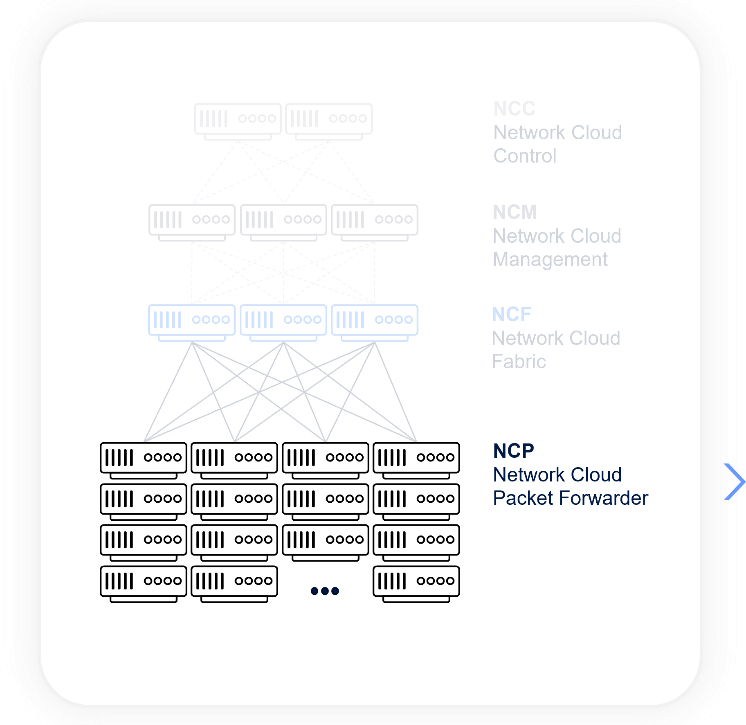 NCC
Network Cloud
Control
NCM
Network Cloud
Management
NCF
Network Cloud
Fabric
NCP
Network Cloud
Packet Forwarder